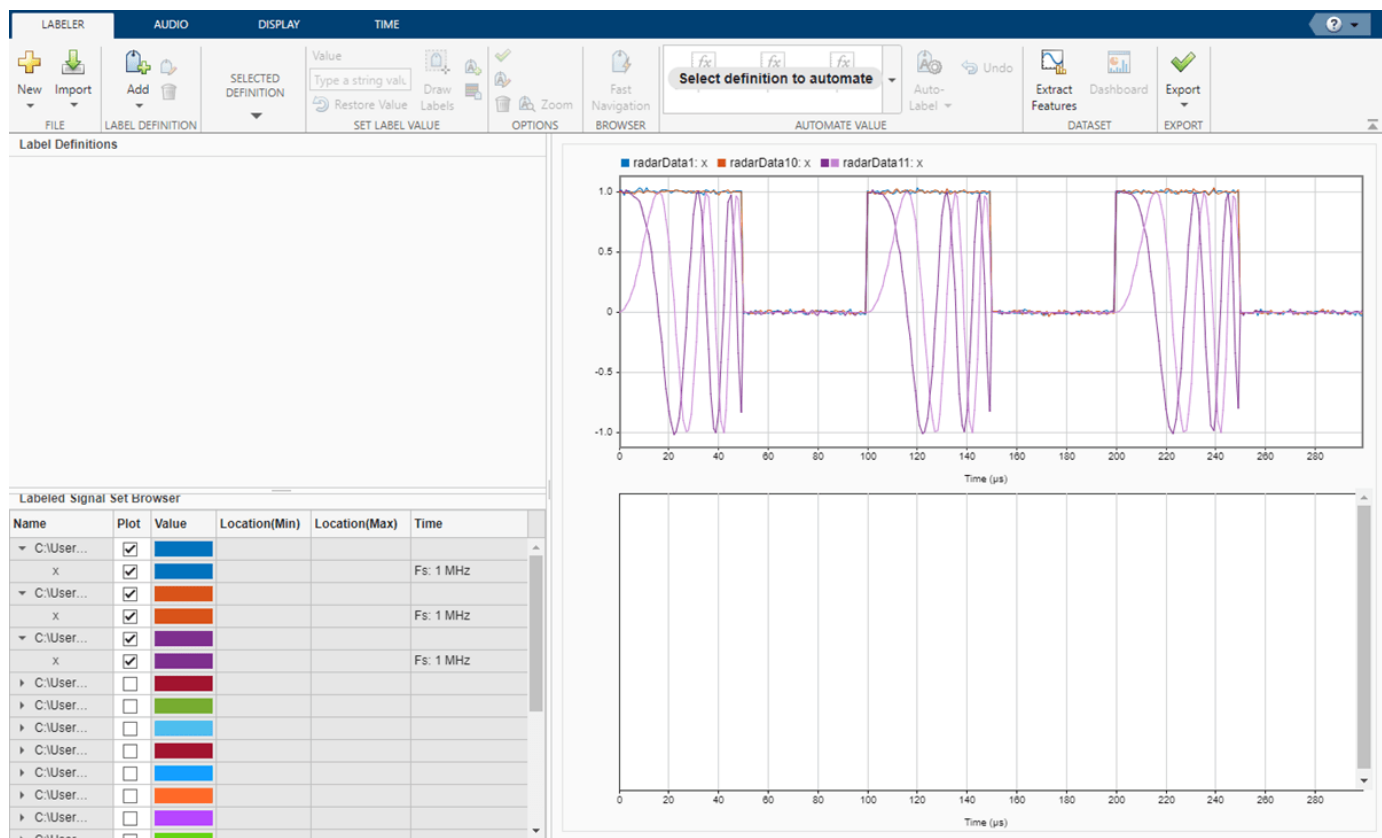 LABELER AUDIO DISPLAY TIME ?
New Import Add SELECTED DEFINITION Value
Type a string valu
Restore Value Draw Labels Zoom Fast Navigation
fx fx fx
Select definition to automate
Auto-Label Undo Extract Features Dashboard Export
FILE LABEL DEFINITION SET LABEL VALUE OPTIONS BROWSER AUTOMATE VALUE DATASET EXPORT
Label Definitions
radarData1: x radarData10: x radarData11: x
1.0
0.5
0
-0.5
-1.0
0 20 40 60 80 100 120 140 160 180 200 220 240 260 280
Time (µs)
Labeled Signal Set Browser
Name Plot Value Location(Min) Location(Max) Time
C:\User...
x Fs: 1 MHz
C:\User...
x Fs: 1 MHz
C:\User...
x Fs: 1 MHz
C:\User...
C:\User...
C:\User...
C:\User...
C:\User...
C:\User...
C:\User...
0 20 40 60 80 100 120 140 160 180 200 220 240 260 280
Time (µs)